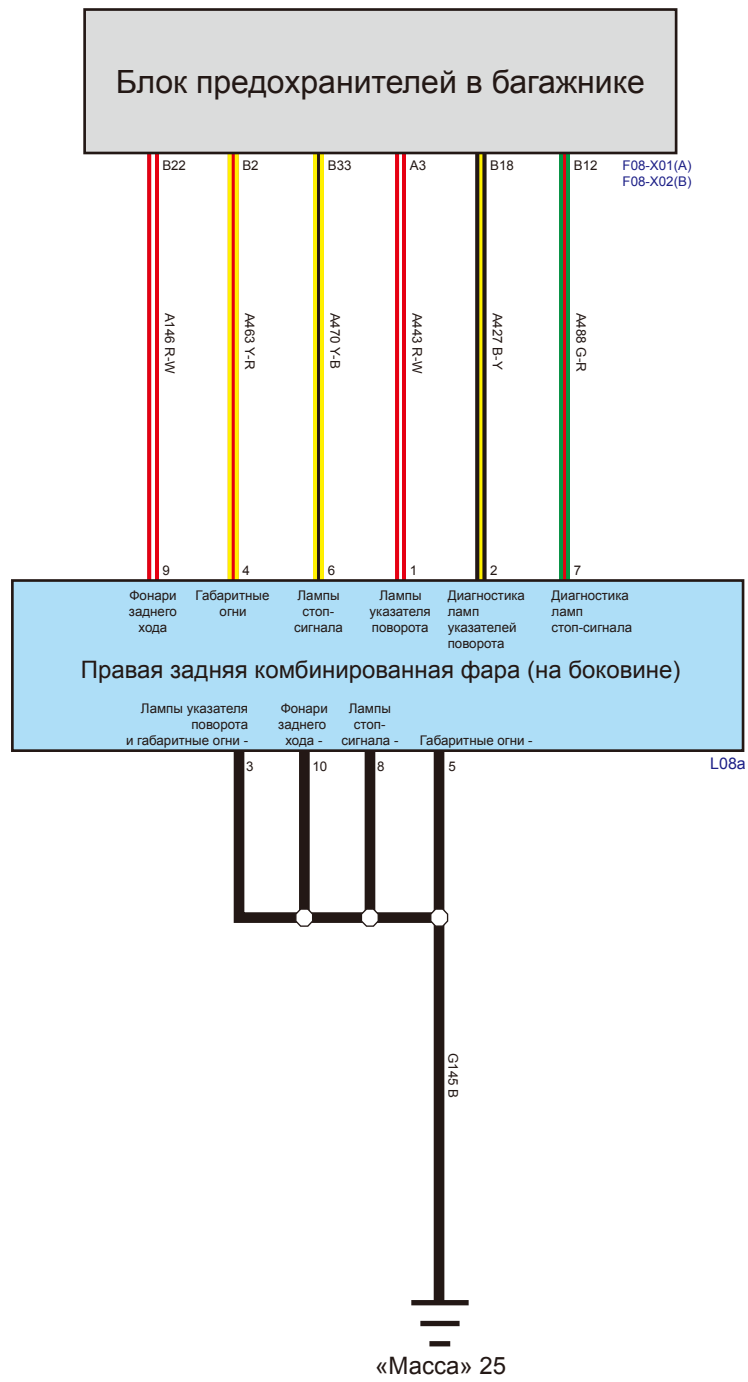 Блок предохранителей в багажнике
B22
B2
B33
A3
B18
B12
F08-X01(A)
F08-X02(B)
A146 R-W
A463 Y-R
A470 Y-B
A443 R-W
A427 B-Y
A488 G-R
9
4
6
1
2
7
Фонари
заднего
хода
Габаритные
огни
Лампы
стоп-
сигнала
Лампы
указателя
поворота
Диагностика
ламп
указателей
поворота
Диагностика
ламп
стоп-сигнала
Правая задняя комбинированная фара (на боковине)
Лампы указателя
поворота
и габаритные огни -
Фонари
заднего
хода -
Лампы
стоп-
сигнала -
Габаритные огни -
L08a
3
10
8
5
G145 B
«Масса» 25